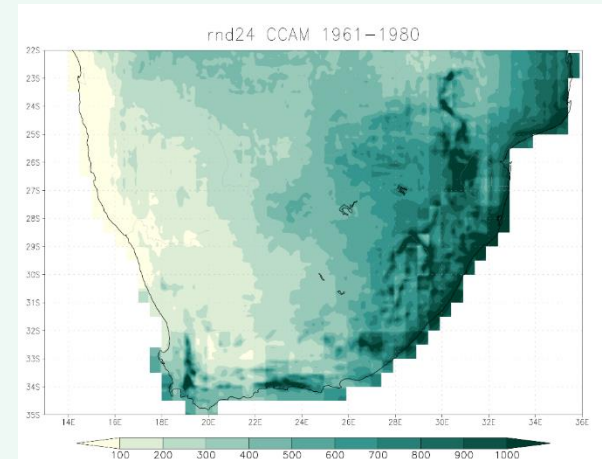 rnd24 CCAM 1961-1980
22S
23S
24S
25S
26S
27S
28S
29S
30S
31S
32S
33S
34S
35S
14E 16E 18E 20E 22E 24E 26E 28E 30E 32E 34E 36E
100 200 300 400 500 600 700 800 900 1000